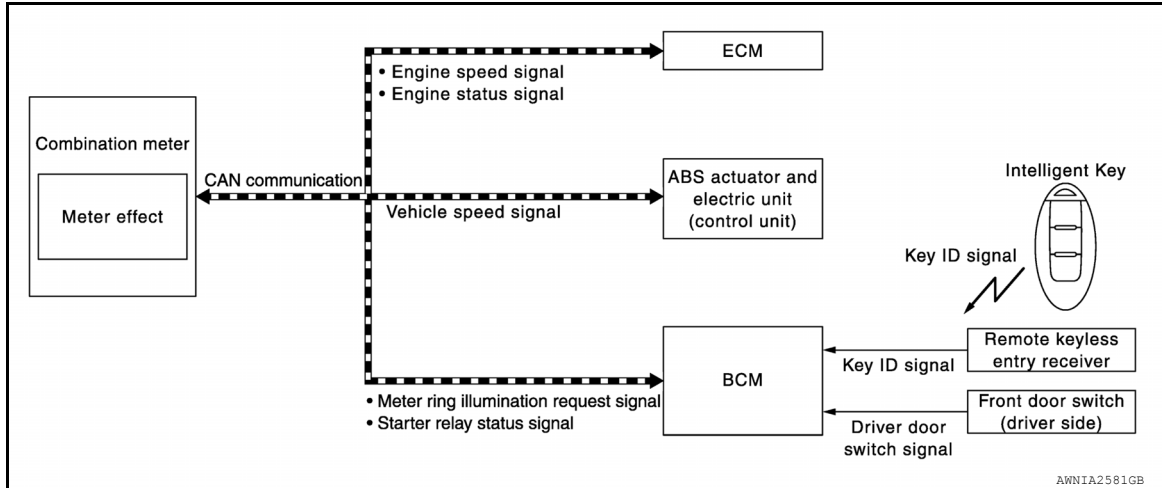 ECM
• Engine speed signal
• Engine status signal
Combination meter
Meter effect
CAN communication
Vehicle speed signal
ABS actuator and
electric unit
(control unit)
Intelligent Key
Key ID signal
BCM
Key ID signal
Remote keyless
entry receiver
• Meter ring illumination request signal
• Starter relay status signal
Driver door
switch signal
Front door switch
(driver side)
AWNIA2581GB